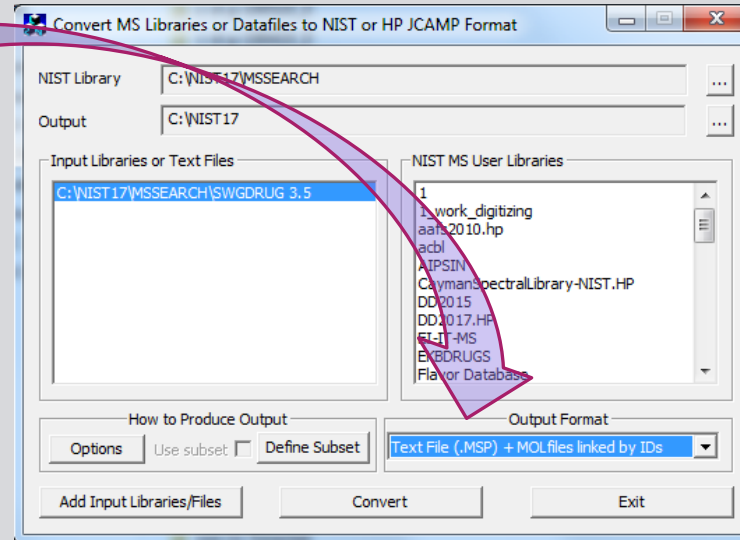 Convert MS Libraries or Datafiles to NIST or HP JCAMP Format
NIST Library
C:\NIST17\MSSEARCH
...
Output
C:\NIST17
...
Input Libraries or Text Files
C:\NIST17\MSSEARCH\SWGDRUG 3.5
NIST MS User Libraries
1
1_work_digitizing
aafs2010.hp
acbl
AIPSIN
CaymanSpectralLibrary-NIST.HP
DD2015
DD2017.HP
EI-IT-MS
EKBDRUGS
Flavor Database
How to Produce Output
Options
Use subset
Define Subset
Output Format
Text File (.MSP) + MOLfiles linked by IDs
Add Input Libraries/Files
Convert
Exit